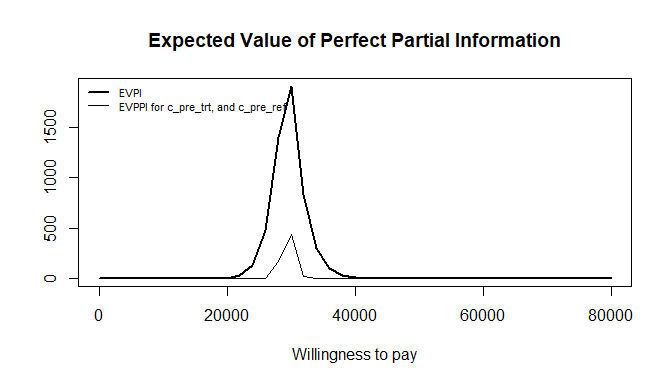 Expected Value of Perfect Partial Information
EVPI
EVPPI for c_pre_trt, and c_pre_ref
1500
1000
500
0
0 20000 40000 60000 80000
Willingness to pay